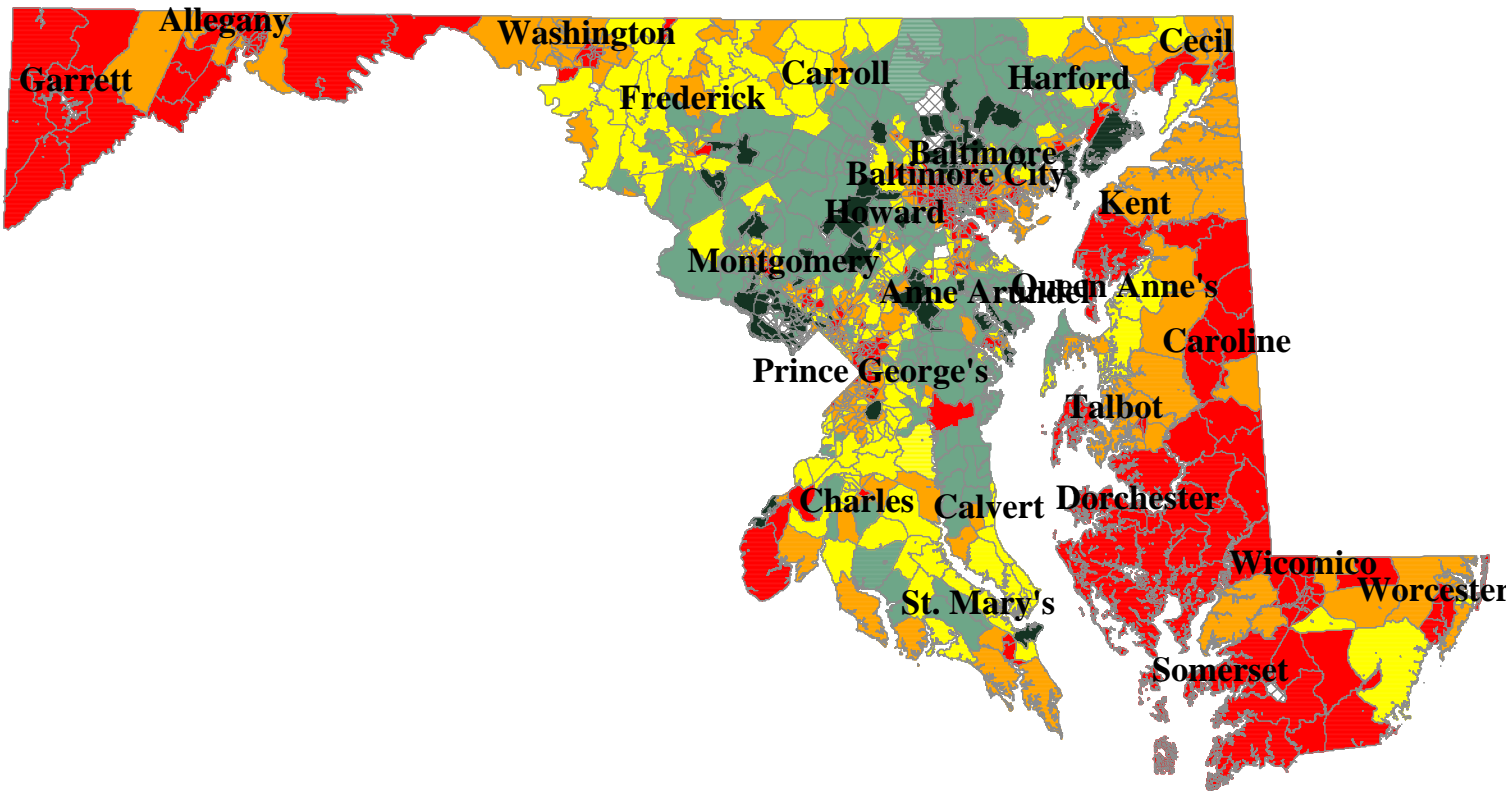 Allegany
Washington
Cecil
Garrett
Carroll
Harford
Frederick
Baltimore
Baltimore City
Kent
Howard
Montgomery
Anne Arundel
Queen Anne's
Caroline
Prince George's
Talbot
Charles
Calvert
Dorchester
Wicomico
Worcester
St. Mary's
Somerset